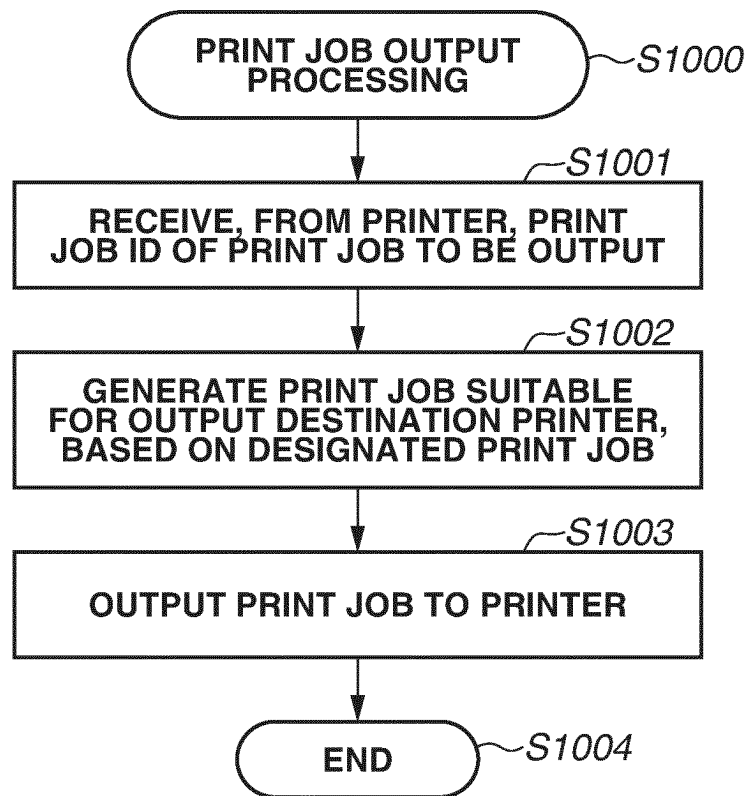 PRINT JOB OUTPUT
PROCESSING
S1000
S1001
RECEIVE, FROM PRINTER, PRINT
JOB ID OF PRINT JOB TO BE OUTPUT
S1002
GENERATE PRINT JOB SUITABLE
FOR OUTPUT DESTINATION PRINTER,
BASED ON DESIGNATED PRINT JOB
S1003
OUTPUT PRINT JOB TO PRINTER
END
S1004